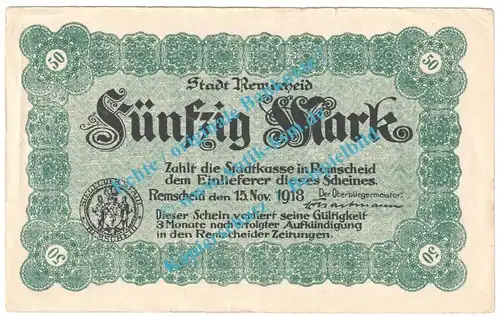 50 50
Stadt Remscheid
Fünfzig Mark
Zahlt die Stadtkasse in Remscheid
dem Einlieferer dieses Scheines.
Remscheid den 15. Nov. 1918
Der Oberbürgermeister:
Dieser Schein verliert seine Gültigkeit
3 Monate nach erfolgter Aufkündigung
in den Remscheider Zeitungen.
50 50